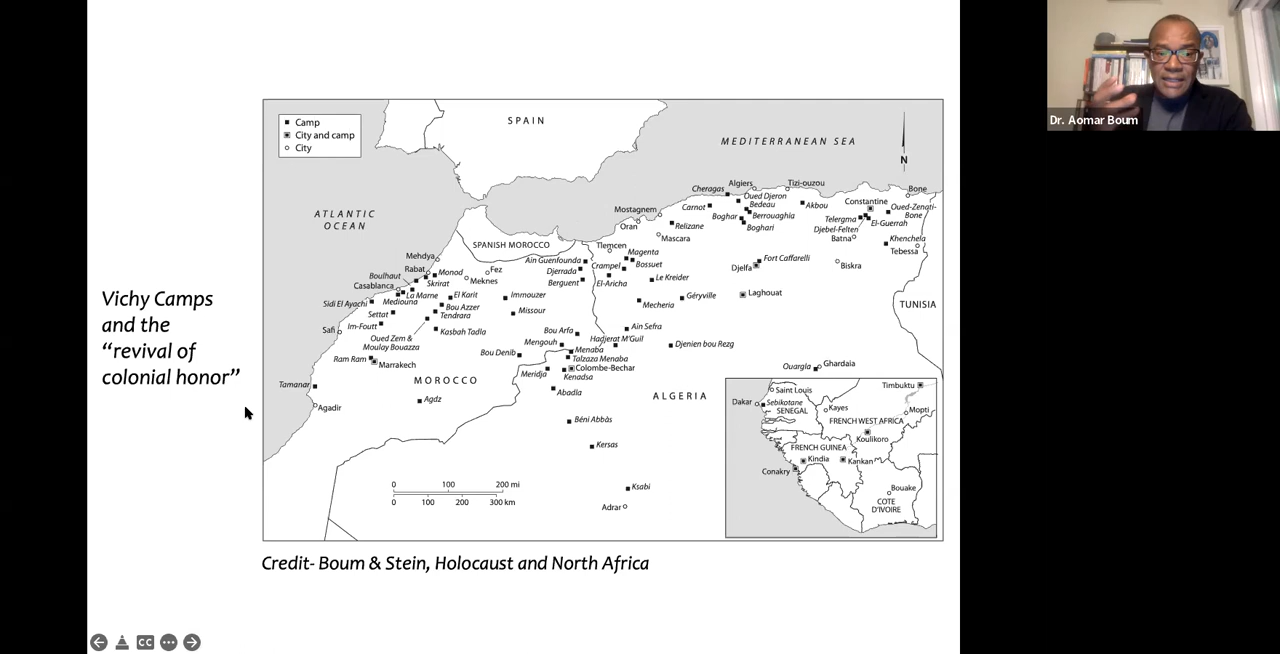 Dr. Aomar Boum
Vichy Camps
and the
“revival of
colonial honor”
Camp
City and camp
City
SPAIN
MEDITERRANEAN SEA
N
ATLANTIC
OCEAN
SPANISH MOROCCO
MOROCCO
ALGERIA
TUNISIA
Cheragas
Algiers
Tizi-ouzou
Bone
Oued Djeron
Bedeau
Carnot
Akbou
Constantine
Oued-Zenati-
Bone
Mostagnem
Boghar
Berrouaghia
Telergma
El-Guerrah
Oran
Relizane
Boghari
Djebel-Felten
Mascara
Batna
Khenchela
Tebessa
Tlemcen
Magenta
Mehdya
Ain Guenfounda
Crampel
Bossuet
Fort Caffarelli
Rabat
Monod
Fez
Djerrada
Djelfa
Biskra
Boulhaut
Skrirat
Meknes
Berguent
El-Aricha
Le Kreider
Casablanca
La Marne
El Karit
Immouzer
Géryville
Laghouat
Sidi El Ayachi
Mediouna
Bou Azzer
Mecheria
Settat
Tendrara
Missour
Safi
Im-Foutt
Kasbah Tadla
Bou Arfa
Ain Sefra
Oued Zem &
Moulay Bouazza
Mengouh
Hadjerat M’Guil
Djenien bou Rezg
Bou Denib
Menaba
Ram Ram
Marrakech
Talzaza Menaba
Ouargla
Ghardaia
Meridja
Colombe-Bechar
Kenadsa
Tamanar
Abadla
Agadir
Agdz
Béni Abbàs
Kersas
Ksabi
Adrar
0 100 200 mi
0 100 200 300 km
Timbuktu
Saint Louis
Dakar
Sebikotane
SENEGAL
Kayes
Mopti
FRENCH WEST AFRICA
Koulikoro
FRENCH GUINEA
Kindia
Kankan
Conakry
Bouake
COTE
D’IVOIRE
Credit- Boum & Stein, Holocaust and North Africa
CC